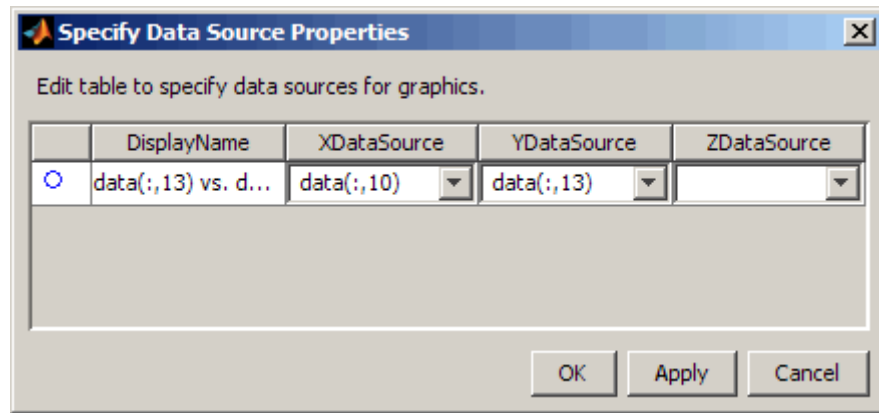 Specify Data Source Properties
Edit table to specify data sources for graphics.
DisplayName XDataSource YDataSource ZDataSource
data(:,13) vs. d... data(:,10) data(:,13)
OK Apply Cancel